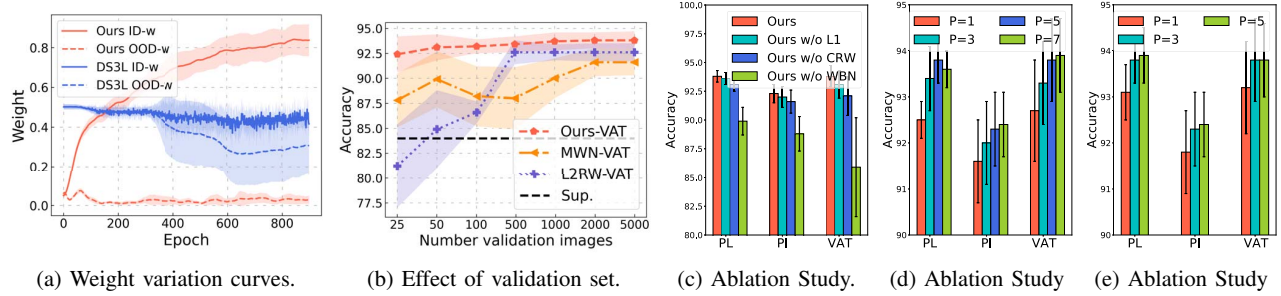 Ours ID-w
Ours OOD-w
DS3L ID-w
DS3L OOD-w
Weight
0.8
0.6
0.4
0.2
0.0
0 200 400 600 800
Epoch
(a) Weight variation curves.
Accuracy
95.0
92.5
90.0
87.5
85.0
82.5
80.0
77.5
Ours-VAT
MWN-VAT
L2RW-VAT
Sup.
25 50 100 500 1000 2000 5000
Number validation images
(b) Effect of validation set.
Accuracy
100.0
97.5
95.0
92.5
90.0
87.5
85.0
82.5
80.0
Ours
Ours w/o L1
Ours w/o CRW
Ours w/o WBN
PL PI VAT
(c) Ablation Study.
Accuracy
95
94
93
92
91
90
P=1 P=5
P=3 P=7
PL PI VAT
(d) Ablation Study
Accuracy
95
94
93
92
91
90
P=1 P=5
P=3
PL PI VAT
(e) Ablation Study